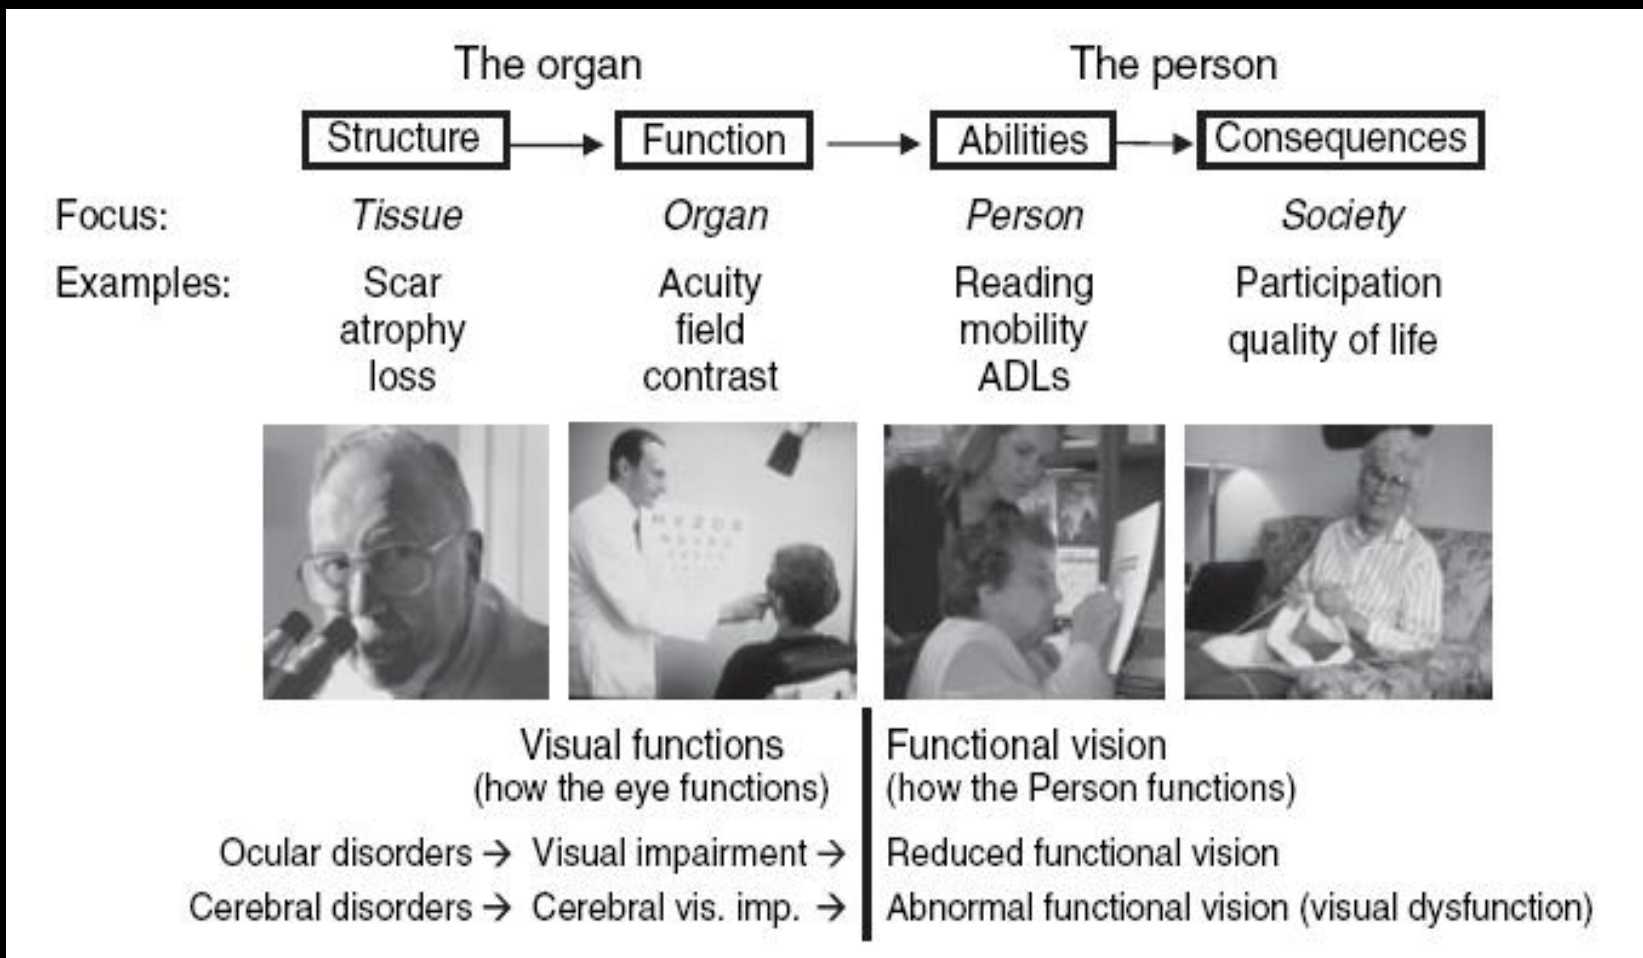 The organ The person
Structure → Function → Abilities → Consequences
Focus: Tissue Organ Person Society
Examples: Scar Acuity Reading Participation
atrophy field mobility quality of life
loss contrast ADLs
Visual functions Functional vision
(how the eye functions) (how the Person functions)
Ocular disorders → Visual impairment → Reduced functional vision
Cerebral disorders → Cerebral vis. imp. → Abnormal functional vision (visual dysfunction)